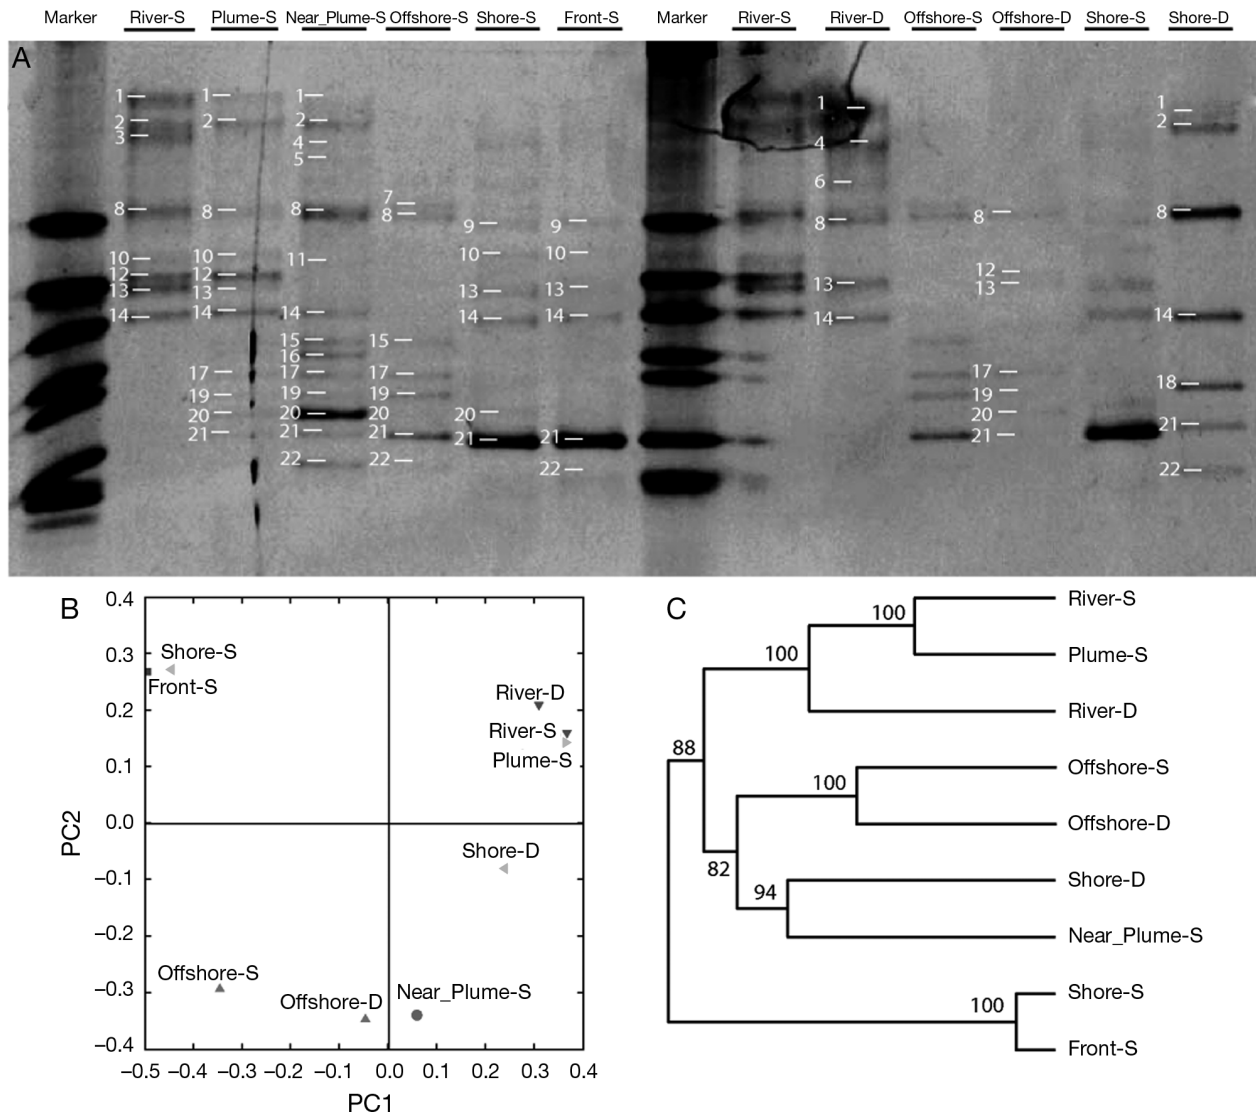 Marker River-S Plume-S Near_Plume-S Offshore-S Shore-S Front-S Marker River-S River-D Offshore-S Offshore-D Shore-S Shore-D
A
1 1 1 1 1
2 2 2 2
3 4 4
5
6
7
8 8 8 8 8 8 8
9 9
10 10 11 10 10
12 12 12
13 13 13 13 13 13
14 14 14 14 14 14 14
15 15
16
17 17 17 17
18
19 19 19 19
20 20 20 20 20
21 21 21 21 21 21 21
22 22 22 22
B
0.4
0.3
0.2
0.1
0.0
−0.1
−0.2
−0.3
−0.4
PC2
Shore-S
Front-S
River-D
River-S
Plume-S
Shore-D
Offshore-S
Offshore-D
Near_Plume-S
−0.5 −0.4 −0.3 −0.2 −0.1 0.0 0.1 0.2 0.3 0.4
PC1
C
100
100
88
100
82
94
100
River-S
Plume-S
River-D
Offshore-S
Offshore-D
Shore-D
Near_Plume-S
Shore-S
Front-S